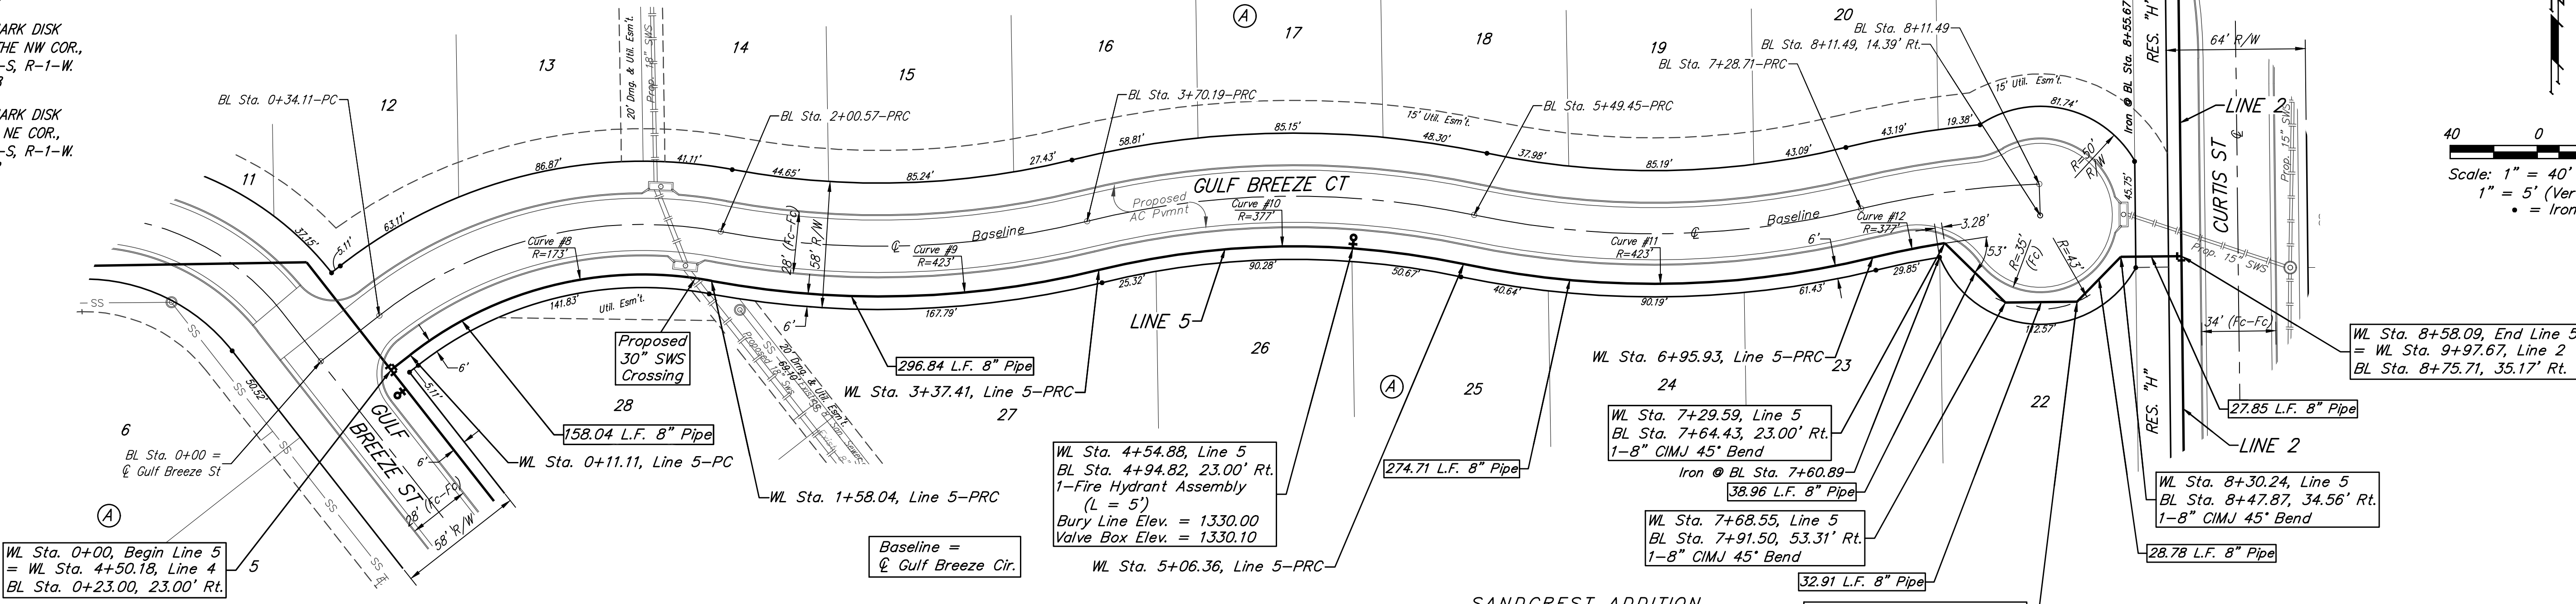 ARK DISK
THE NW COR.,
-S, R-1-W.
ARK DISK
NE COR.,
-S, R-1-W.
11
12
13
14
15
16
17
18
19
20
A
BL Sta. 0+34.11-PC
20' Drng. & Util. Esm't.
Prop. 18" SWS
BL Sta. 2+00.57-PRC
BL Sta. 3+70.19-PRC
15' Util. Esm't.
BL Sta. 5+49.45-PRC
BL Sta. 7+28.71-PRC
BL Sta. 8+11.49, 14.39' Rt.
BL Sta. 8+11.49
15' Util. Esm't.
Iron @ BL Sta. 8+55.67
RES. "H"
64' R/W
LINE 2
CURTIS ST
Prop. 15" SWS
40
0
Scale: 1" = 40'
1" = 5' (Ver
• = Iron
37.15'
5.11'
63.11'
86.87'
41.11'
44.65'
85.24'
27.43'
58.81'
85.15'
48.30'
37.98'
85.19'
43.09'
43.19'
19.38'
81.74'
R=50'
R/W
45.75'
GULF BREEZE CT
Proposed
AC Pvmnt
Baseline
Baseline
28' (Fc-Fc)
58' R/W
Curve #8
R=173'
Curve #9
R=423'
Curve #10
R=377'
Curve #11
R=423'
Curve #12
R=377'
3.28'
53°
R=35'
(Fc)
R=43'
Prop. 15" SWS
34' (Fc-Fc)
SS
SS
SS
SS
SS
50.52'
5.11'
6'
141.83'
Util. Esm't.
6'
167.79'
25.32'
90.28'
50.67'
40.64'
90.19'
61.43'
29.85'
6'
112.57'
LINE 5
Proposed
30" SWS
Crossing
296.84 L.F. 8" Pipe
WL Sta. 3+37.41, Line 5-PRC
20' Drng. & Util. Esm't.
69.10'
SS
28
27
26
A
25
24
23
22
WL Sta. 6+95.93, Line 5-PRC
WL Sta. 8+58.09, End Line 5
= WL Sta. 9+97.67, Line 2
BL Sta. 8+75.71, 35.17' Rt.
27.85 L.F. 8" Pipe
RES. "H"
LINE 2
158.04 L.F. 8" Pipe
WL Sta. 0+11.11, Line 5-PC
WL Sta. 1+58.04, Line 5-PRC
6
BL Sta. 0+00 =
℄ Gulf Breeze St
GULF
BREEZE ST
6'
28' (Fc-Fc)
58' R/W
A
5
WL Sta. 0+00, Begin Line 5
= WL Sta. 4+50.18, Line 4
BL Sta. 0+23.00, 23.00' Rt.
Baseline =
℄ Gulf Breeze Cir.
WL Sta. 4+54.88, Line 5
BL Sta. 4+94.82, 23.00' Rt.
1-Fire Hydrant Assembly
(L = 5')
Bury Line Elev. = 1330.00
Valve Box Elev. = 1330.10
WL Sta. 5+06.36, Line 5-PRC
274.71 L.F. 8" Pipe
WL Sta. 7+29.59, Line 5
BL Sta. 7+64.43, 23.00' Rt.
1-8" CIMJ 45° Bend
Iron @ BL Sta. 7+60.89
38.96 L.F. 8" Pipe
WL Sta. 7+68.55, Line 5
BL Sta. 7+91.50, 53.31' Rt.
1-8" CIMJ 45° Bend
32.91 L.F. 8" Pipe
WL Sta. 8+30.24, Line 5
BL Sta. 8+47.87, 34.56' Rt.
1-8" CIMJ 45° Bend
28.78 L.F. 8" Pipe
SANDCREST ADDITION